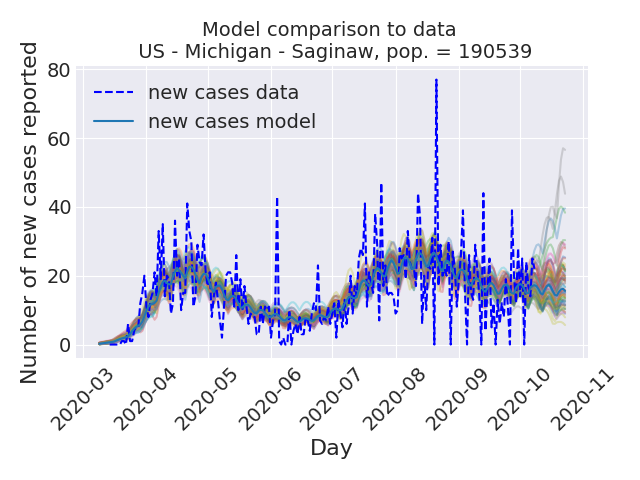 Model comparison to data
US - Michigan - Saginaw, pop. = 190539
Number of new cases reported
80
60
40
20
0
new cases data
new cases model
2020-03
2020-04
2020-05
2020-06
2020-07
2020-08
2020-09
2020-10
2020-11
Day